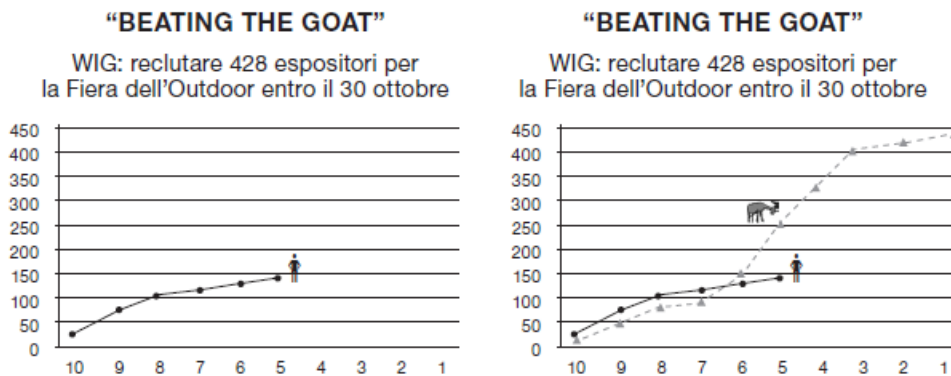 “BEATING THE GOAT”
WIG: reclutare 428 espositori per
la Fiera dell’Outdoor entro il 30 ottobre
450
400
350
300
250
200
150
100
50
0
10 9 8 7 6 5 4 3 2 1
“BEATING THE GOAT”
WIG: reclutare 428 espositori per
la Fiera dell’Outdoor entro il 30 ottobre
450
400
350
300
250
200
150
100
50
0
10 9 8 7 6 5 4 3 2 1